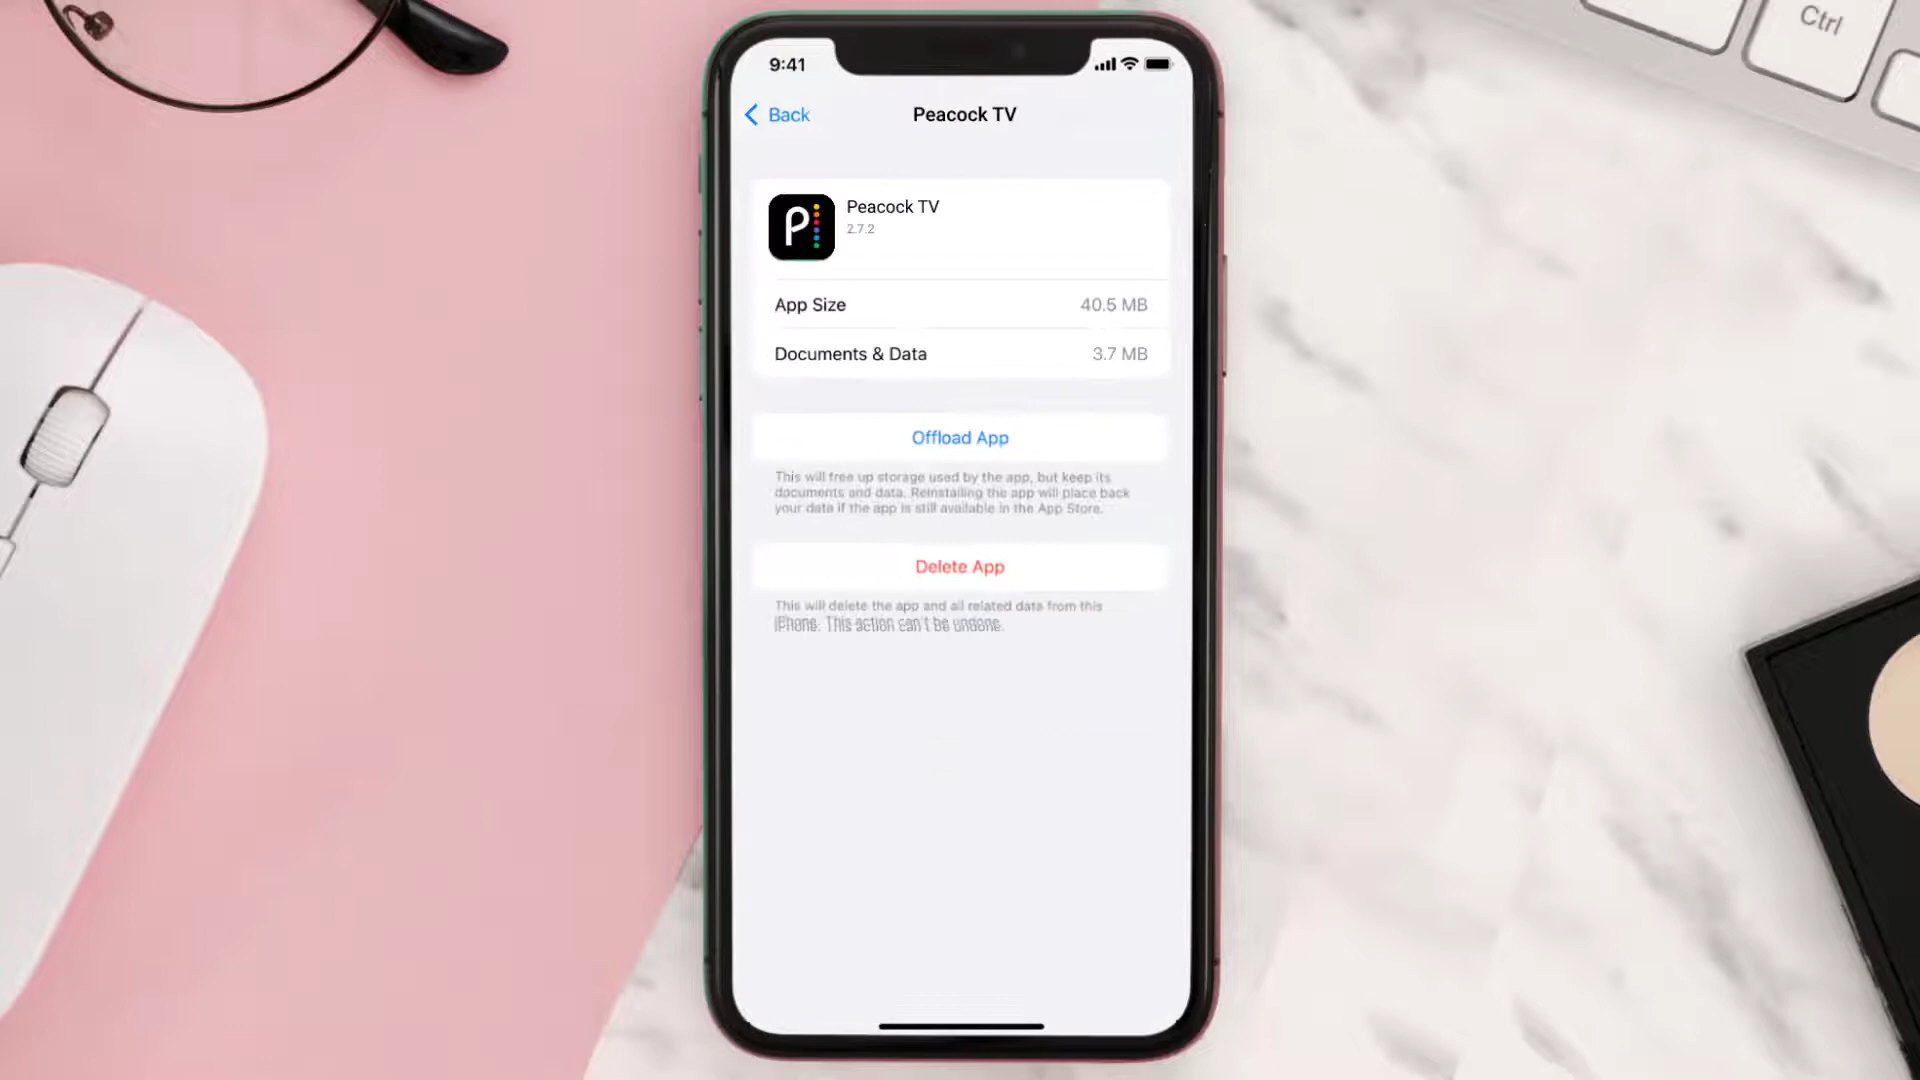 Ctrl
9:41
Back
Peacock TV
Peacock TV
2.7.2
App Size
40.5 MB
Documents & Data
3.7 MB
Offload App
This will free up storage used by the app, but keep its
documents and data. Reinstalling the app will place back
your data if the app is still available in the App Store.
Delete App
This will delete the app and all related data from this
iPhone. This action can't be undone.